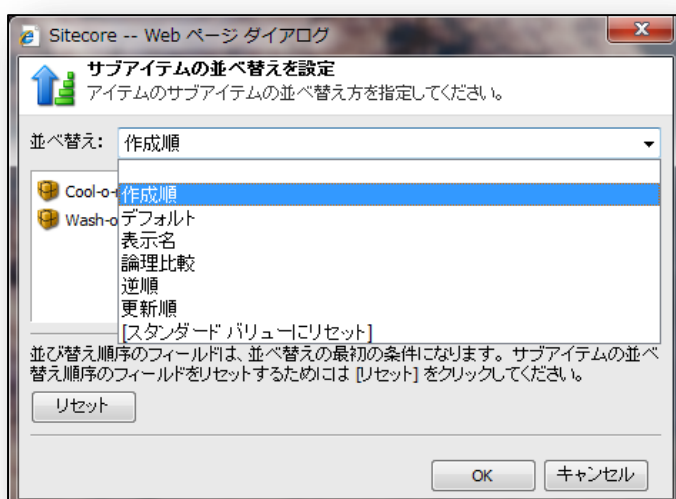 Sitecore -- Web ページ ダイアログ
サブアイテムの並べ替えを設定
アイテムのサブアイテムの並べ替え方を指定してください。
並べ替え: 作成順
Cool-o-
作成順
Wash-o
デフォルト
表示名
論理比較
逆順
更新順
[スタンダード バリューにリセット]
並び替え順序のフィールドは、並べ替えの最初の条件になります。サブアイテムの並べ
替え順序のフィールドをリセットするためには [リセット] をクリックしてください。
リセット
OK キャンセル